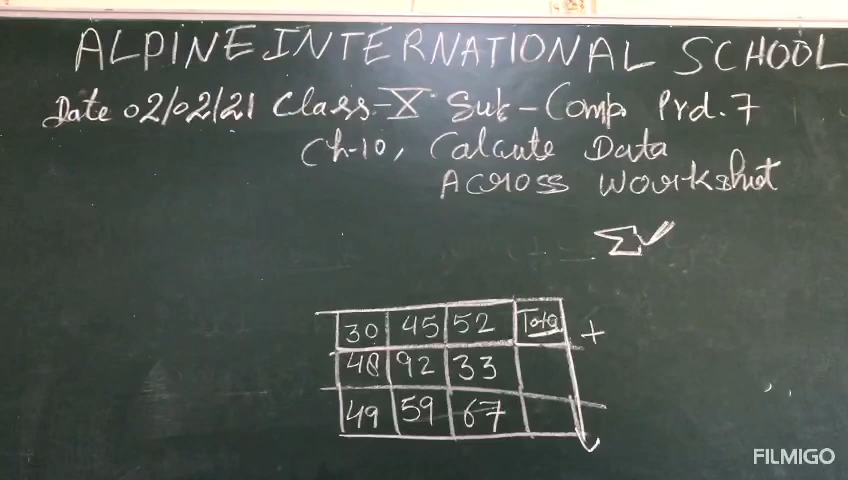 ALPINE INTERNATIONAL SCHOOL
Date 02/02/21 Class-X Sub-Comp Prd. 7
Ch-10, Calcute Data
Across Worksheet
Σ
30 45 52 Total +
48 92 33
49 59 67
FILMIGO